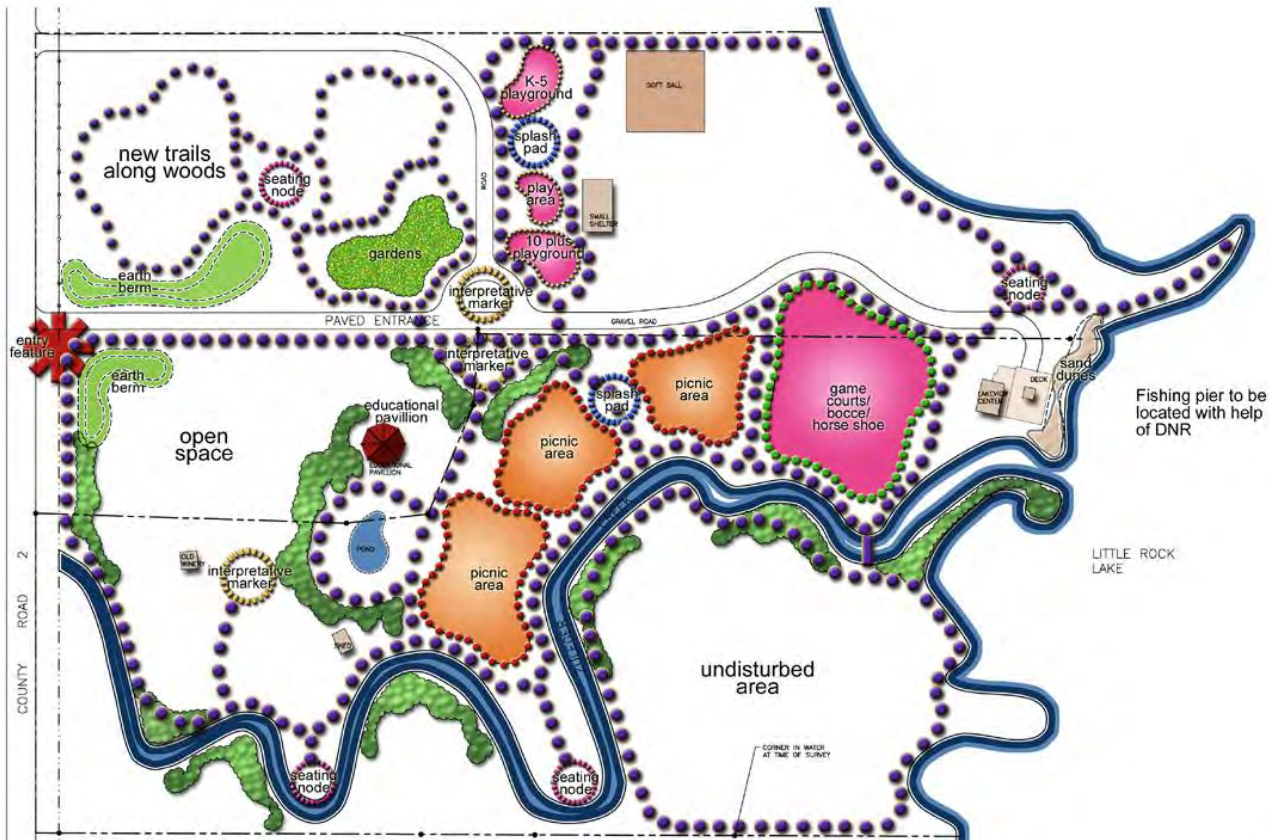 K-5
playground
SOFT BALL
splash
pad
new trails
along woods
seating
node
ROAD
play
area
SMALL
SHELTER
gardens
10 plus
playground
earth
berm
interpretative
marker
seating
node
PAVED ENTRANCE
GRAVEL ROAD
entry
feature
interpretative
marker
earth
berm
splash
pad
picnic
area
game
courts/
bocce/
horse shoe
LAKEVIEW
CENTER
DECK
sand
dunes
Fishing pier to be
located with help
of DNR
educational
pavillion
EDUCATIONAL
PAVILLION
open
space
picnic
area
CREEK
POND
OLD
WINERY
interpretative
marker
picnic
area
LITTLE ROCK
LAKE
COUNTY ROAD 2
SHED
undisturbed
area
CORNER IN WATER
AT TIME OF SURVEY
seating
node
seating
node